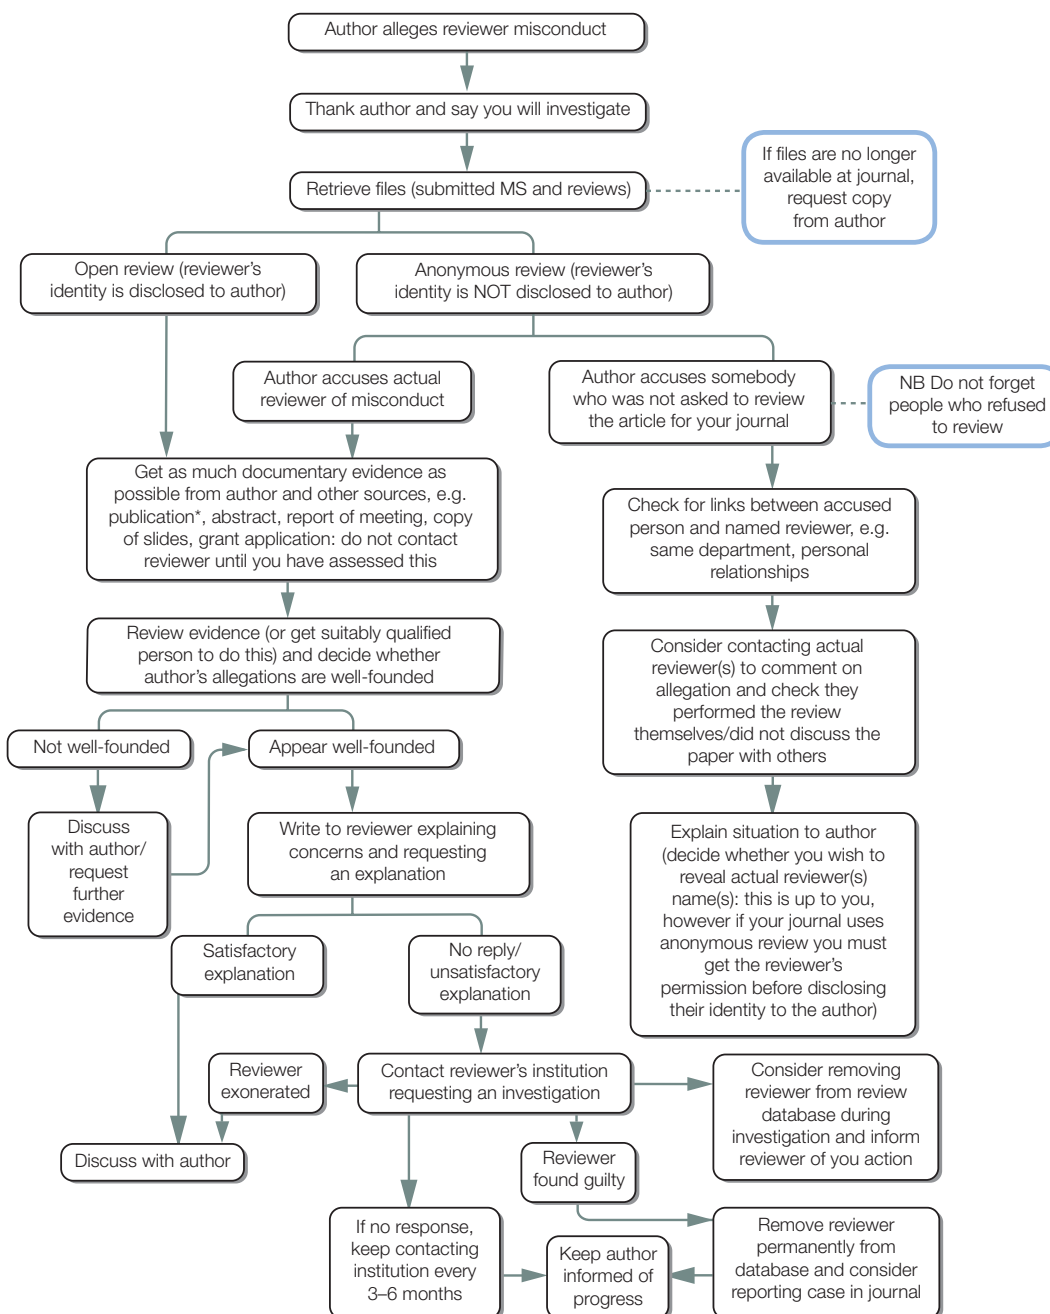 Author alleges reviewer misconduct
Thank author and say you will investigate
Retrieve files (submitted MS and reviews)
If files are no longer
available at journal,
request copy
from author
Open review (reviewer's
identity is disclosed to author)
Anonymous review (reviewer's
identity is NOT disclosed to author)
Author accuses actual
reviewer of misconduct
Author accuses somebody
who was not asked to review
the article for your journal
NB Do not forget
people who refused
to review
Get as much documentary evidence as
possible from author and other sources, e.g.
publication*, abstract, report of meeting, copy
of slides, grant application: do not contact
reviewer until you have assessed this
Check for links between accused
person and named reviewer, e.g.
same department, personal
relationships
Review evidence (or get suitably qualified
person to do this) and decide whether
author's allegations are well-founded
Consider contacting actual
reviewer(s) to comment on
allegation and check they
performed the review
themselves/did not discuss the
paper with others
Not well-founded
Appear well-founded
Discuss
with author/
request
further
evidence
Write to reviewer explaining
concerns and requesting
an explanation
Explain situation to author
(decide whether you wish to
reveal actual reviewer(s)
name(s): this is up to you,
however if your journal uses
anonymous review you must
get the reviewer's
permission before disclosing
their identity to the author)
Satisfactory
explanation
No reply/
unsatisfactory
explanation
Reviewer
exonerated
Contact reviewer's institution
requesting an investigation
Consider removing
reviewer from review
database during
investigation and inform
reviewer of you action
Discuss with author
Reviewer
found guilty
If no response,
keep contacting
institution every
3–6 months
Keep author
informed of
progress
Remove reviewer
permanently from
database and consider
reporting case in journal